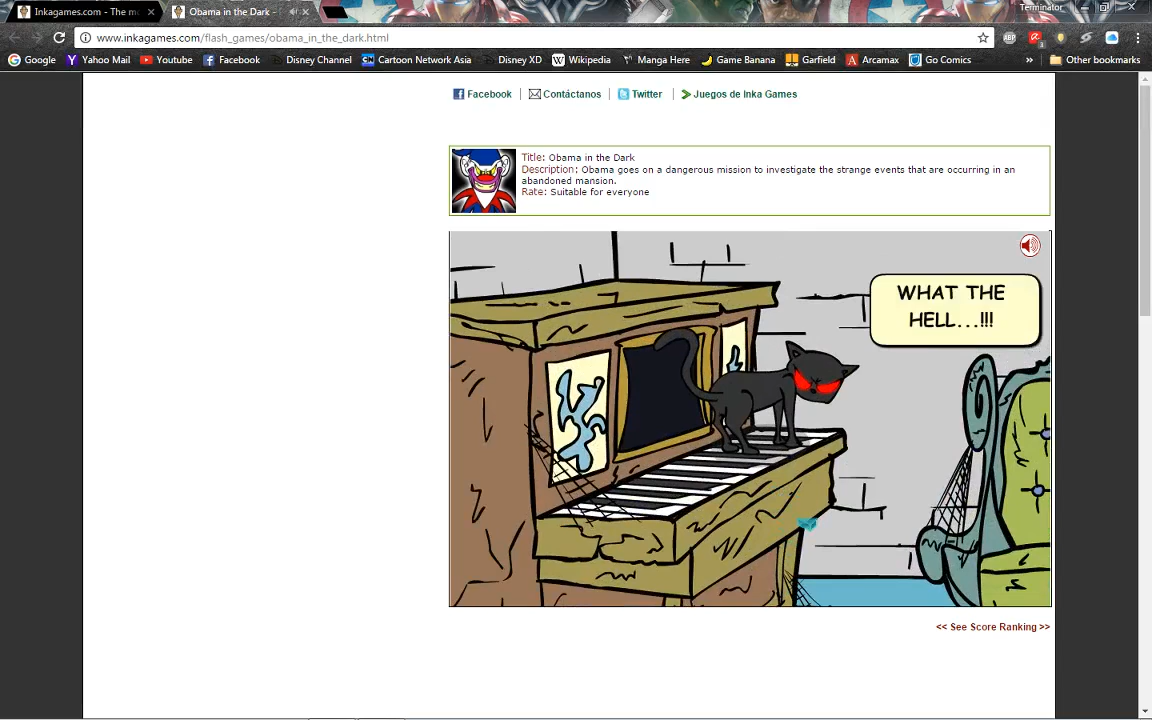 Inkagames.com - The m
Obama in the Dark -
Terminator
www.inkagames.com/flash_games/obama_in_the_dark.html
ABP
3
Google
Yahoo Mail
Youtube
Facebook
Disney Channel
CN
Cartoon Network Asia
Disney XD
W
Wikipedia
Manga Here
Game Banana
Garfield
A
Arcamax
Go Comics
»
Other bookmarks
Facebook | Contáctanos | Twitter | Juegos de Inka Games
Title: Obama in the Dark
Description: Obama goes on a dangerous mission to investigate the strange events that are occurring in an
abandoned mansion.
Rate: Suitable for everyone
WHAT THE
HELL...!!!
<< See Score Ranking >>